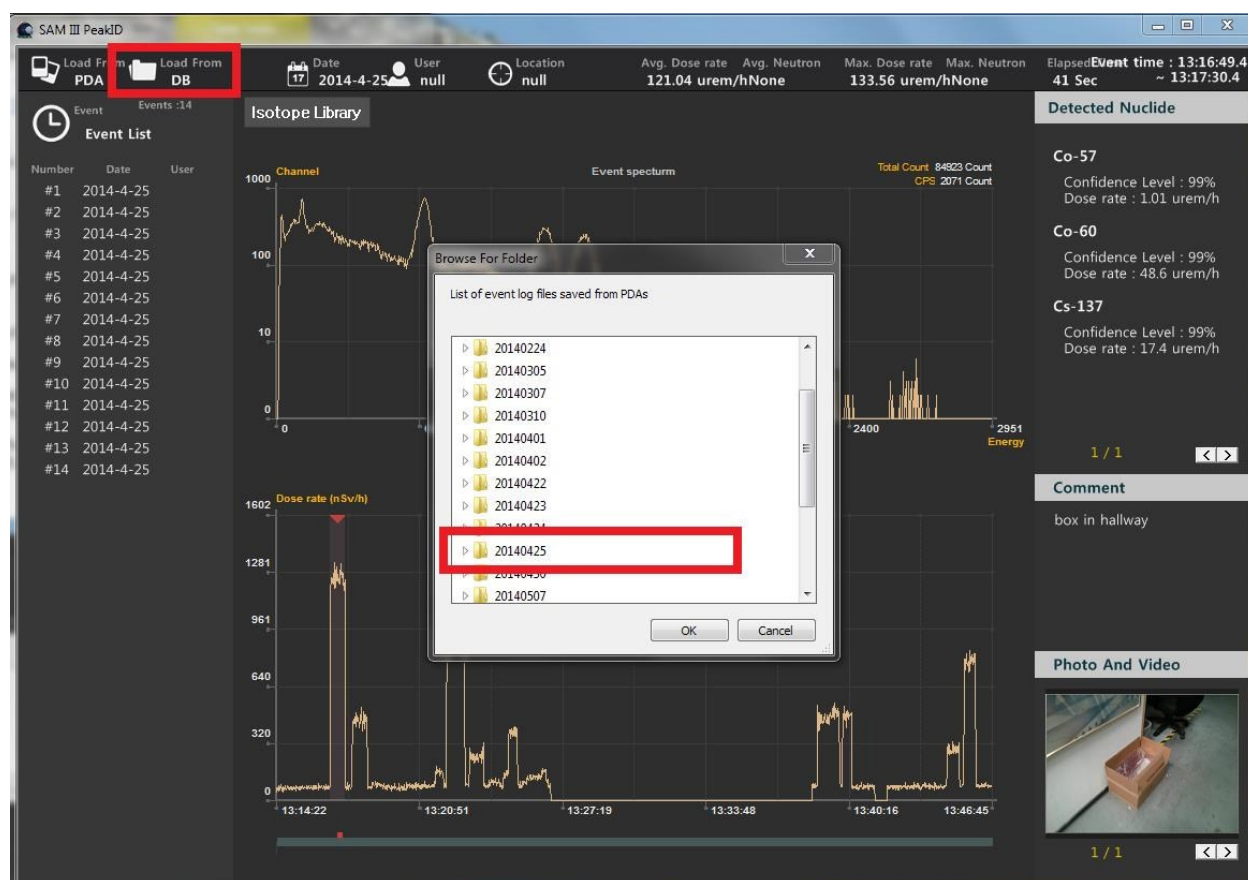 SAM III PeakID
Load From PDA
Load From DB
Date 2014-4-25
User null
Location null
Avg. Dose rate Avg. Neutron
121.04 urem/hNone
Max. Dose rate Max. Neutron
133.56 urem/hNone
Elapsed
41 Sec
Event time : 13:16:49.4
~ 13:17:30.4
Event Events :14
Event List
Number Date User
#1 2014-4-25
#2 2014-4-25
#3 2014-4-25
#4 2014-4-25
#5 2014-4-25
#6 2014-4-25
#7 2014-4-25
#8 2014-4-25
#9 2014-4-25
#10 2014-4-25
#11 2014-4-25
#12 2014-4-25
#13 2014-4-25
#14 2014-4-25
Isotope Library
Channel
Event specturm
Total Count 84923 Count
CPS 2071 Count
1000
100
10
0
0
2400
2951
Energy
Browse For Folder
List of event log files saved from PDAs
20140224
20140305
20140307
20140310
20140401
20140402
20140422
20140423
20140425
20140507
OK Cancel
Dose rate (nSv/h)
1602
1281
961
640
320
0
13:14:22 13:20:51 13:27:19 13:33:48 13:40:16 13:46:45
Detected Nuclide
Co-57
Confidence Level : 99%
Dose rate : 1.01 urem/h
Co-60
Confidence Level : 99%
Dose rate : 48.6 urem/h
Cs-137
Confidence Level : 99%
Dose rate : 17.4 urem/h
1 / 1
Comment
box in hallway
Photo And Video
1 / 1